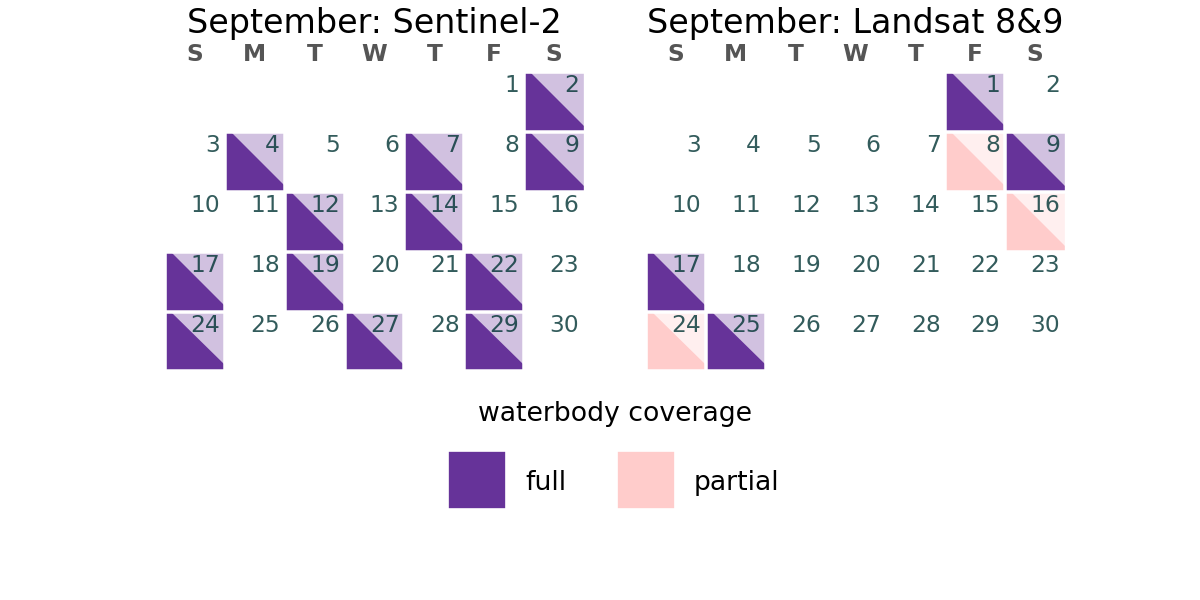 September: Sentinel-2
S M T W T F S
1 2
3 4 5 6 7 8 9
10 11 12 13 14 15 16
17 18 19 20 21 22 23
24 25 26 27 28 29 30
September: Landsat 8&9
S M T W T F S
1 2
3 4 5 6 7 8 9
10 11 12 13 14 15 16
17 18 19 20 21 22 23
24 25 26 27 28 29 30
waterbody coverage
full partial